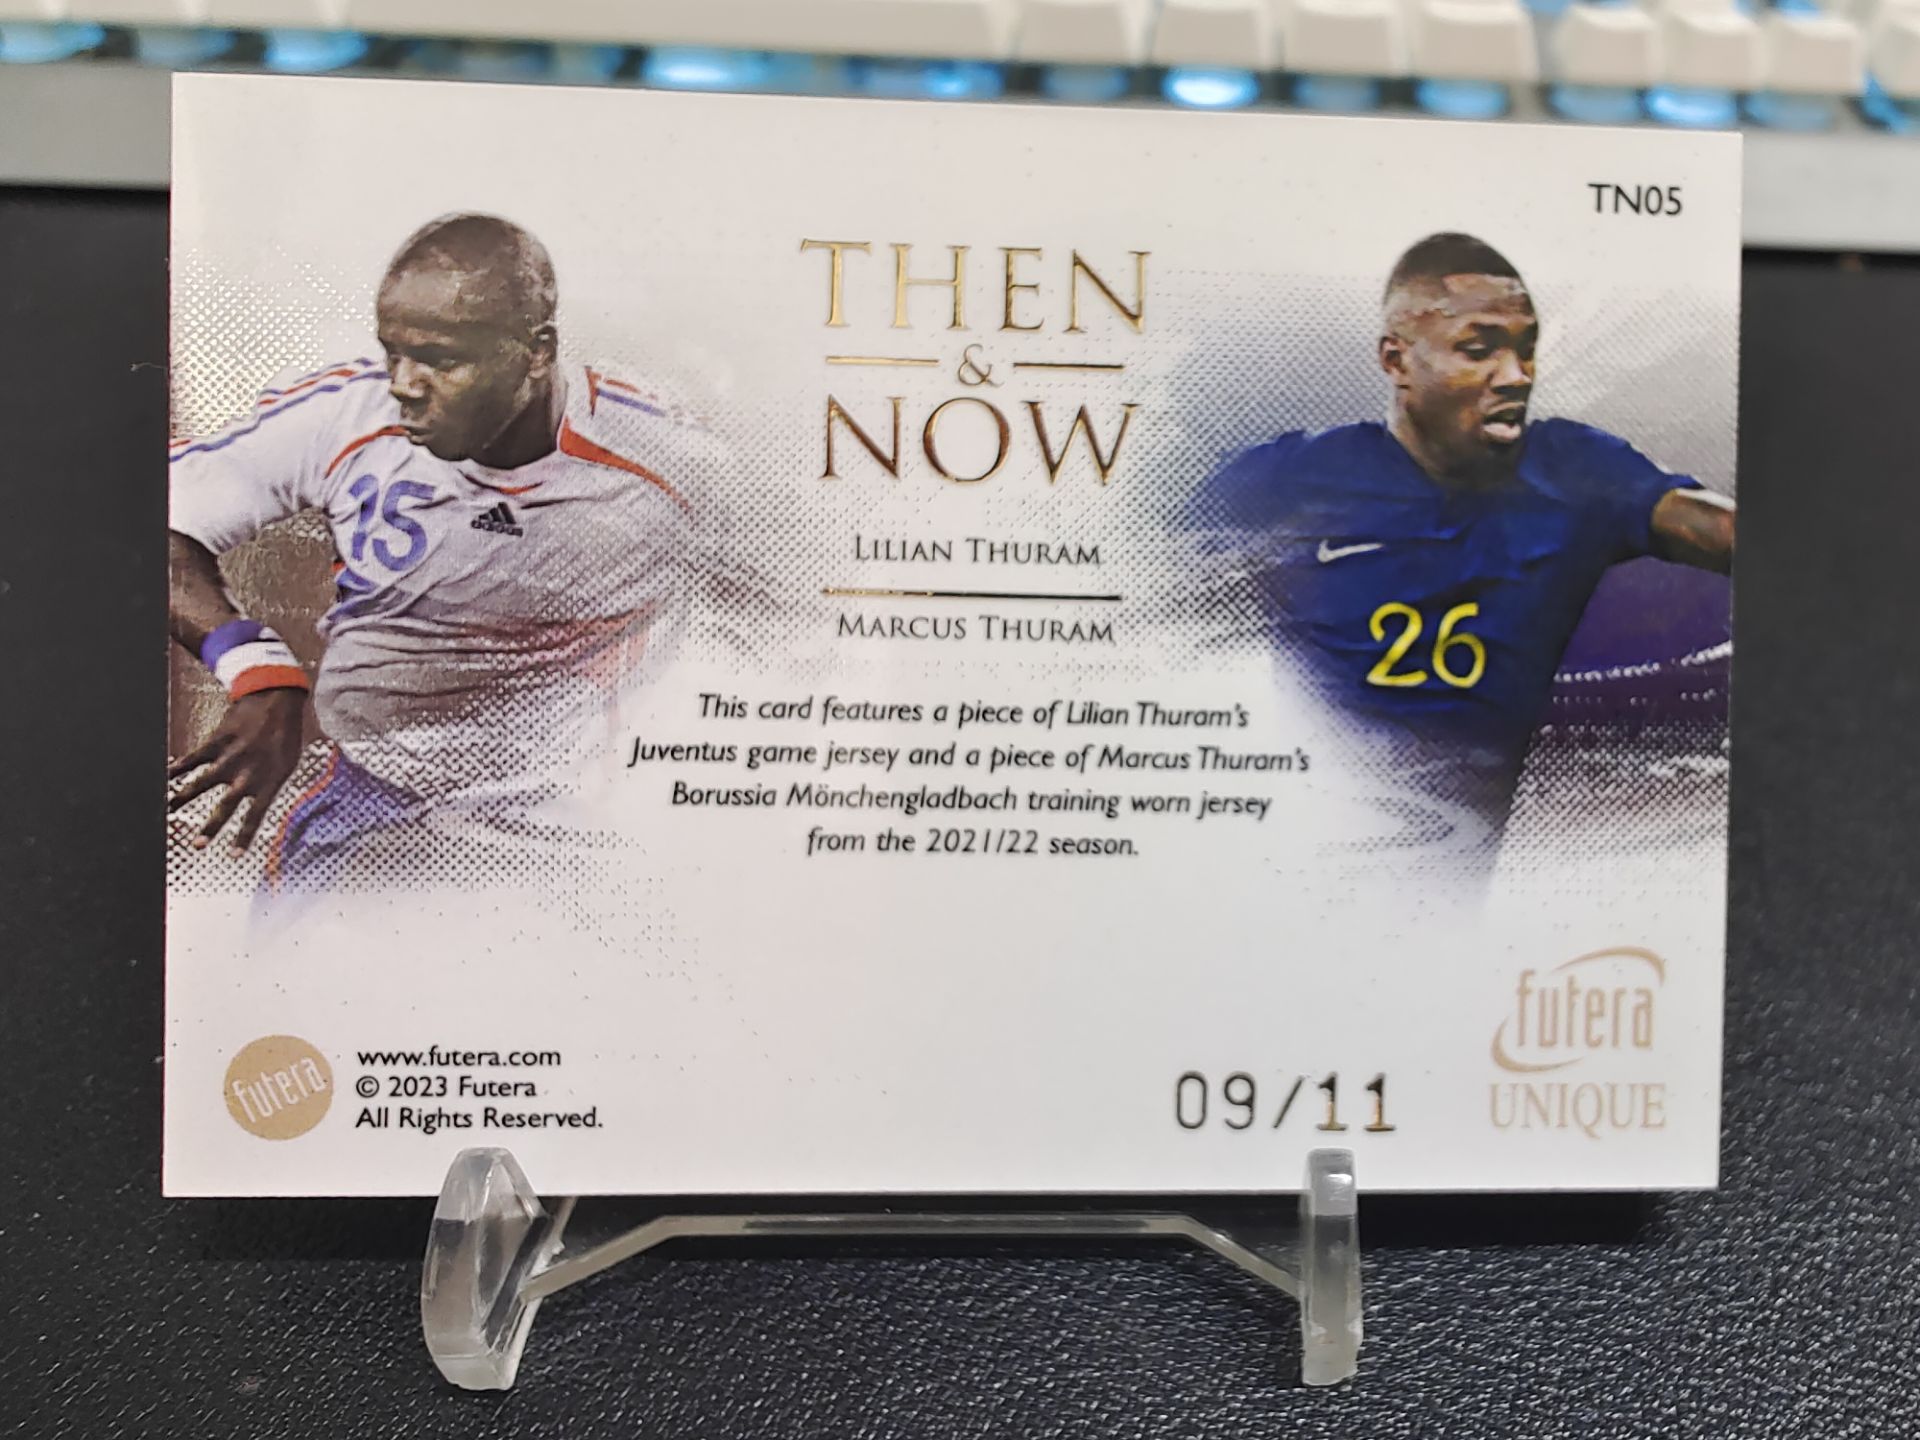 TN05
THEN
&
NOW
LILIAN THURAM
MARCUS THURAM
15
adidas
26
This card features a piece of Lilian Thuram's
Juventus game jersey and a piece of Marcus Thuram's
Borussia Mönchengladbach training worn jersey
from the 2021/22 season.
futera
www.futera.com
© 2023 Futera
All Rights Reserved.
09/11
futera
UNIQUE